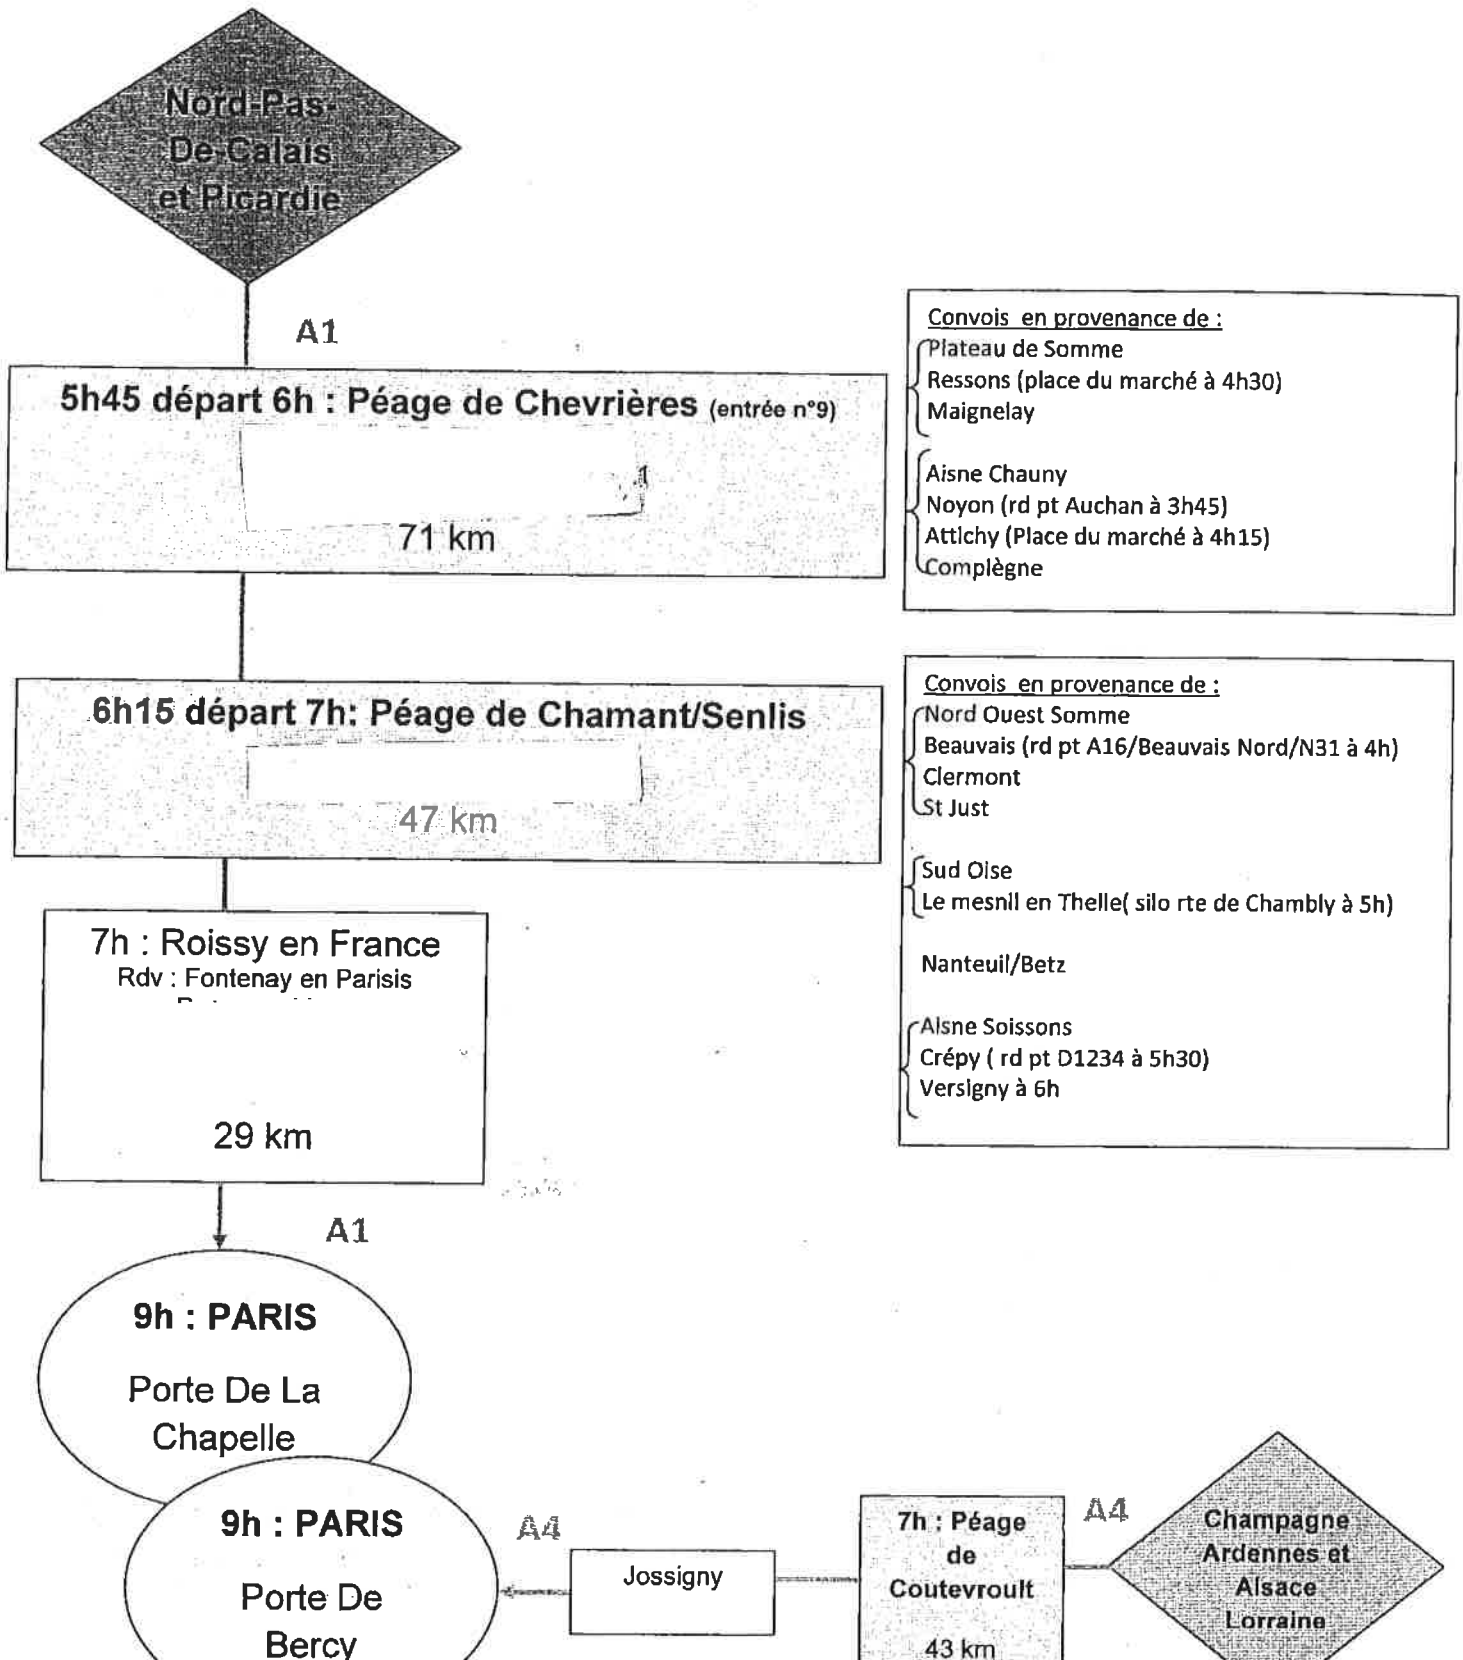 Nord-Pas-
De-Calais
et Picardie
A1
5h45 départ 6h : Péage de Chevrières (entrée n°9)
71 km
Convois en provenance de :
Plateau de Somme
Ressons (place du marché à 4h30)
Maignelay
Aisne Chauny
Noyon (rd pt Auchan à 3h45)
Attichy (Place du marché à 4h15)
Complègne
6h15 départ 7h: Péage de Chamant/Senlis
47 km
Convois en provenance de :
Nord Ouest Somme
Beauvais (rd pt A16/Beauvais Nord/N31 à 4h)
Clermont
St Just
Sud Oise
Le mesnil en Thelle( silo rte de Chambly à 5h)
Nanteuil/Betz
Aisne Soissons
Crépy ( rd pt D1234 à 5h30)
Versigny à 6h
7h : Roissy en France
Rdv : Fontenay en Parisis
29 km
A1
9h : PARIS
Porte De La
Chapelle
9h : PARIS
Porte De
Bercy
A4
Jossigny
7h : Péage
de
Coutevroult
43 km
A4
Champagne
Ardennes et
Alsace
Lorraine